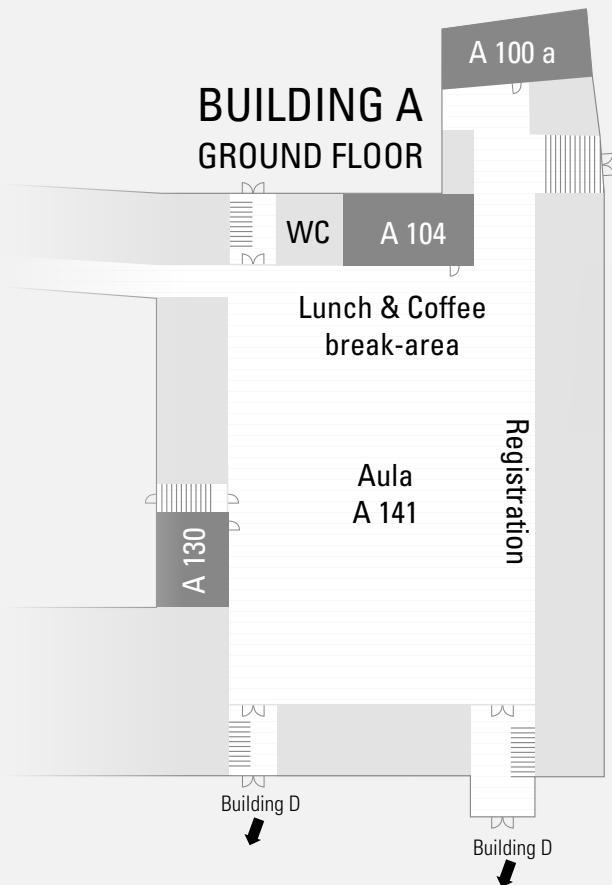 A 100 a
BUILDING A
GROUND FLOOR
WC
A 104
Lunch & Coffee
break-area
Registration
Aula
A 141
A 130
Building D
Building D